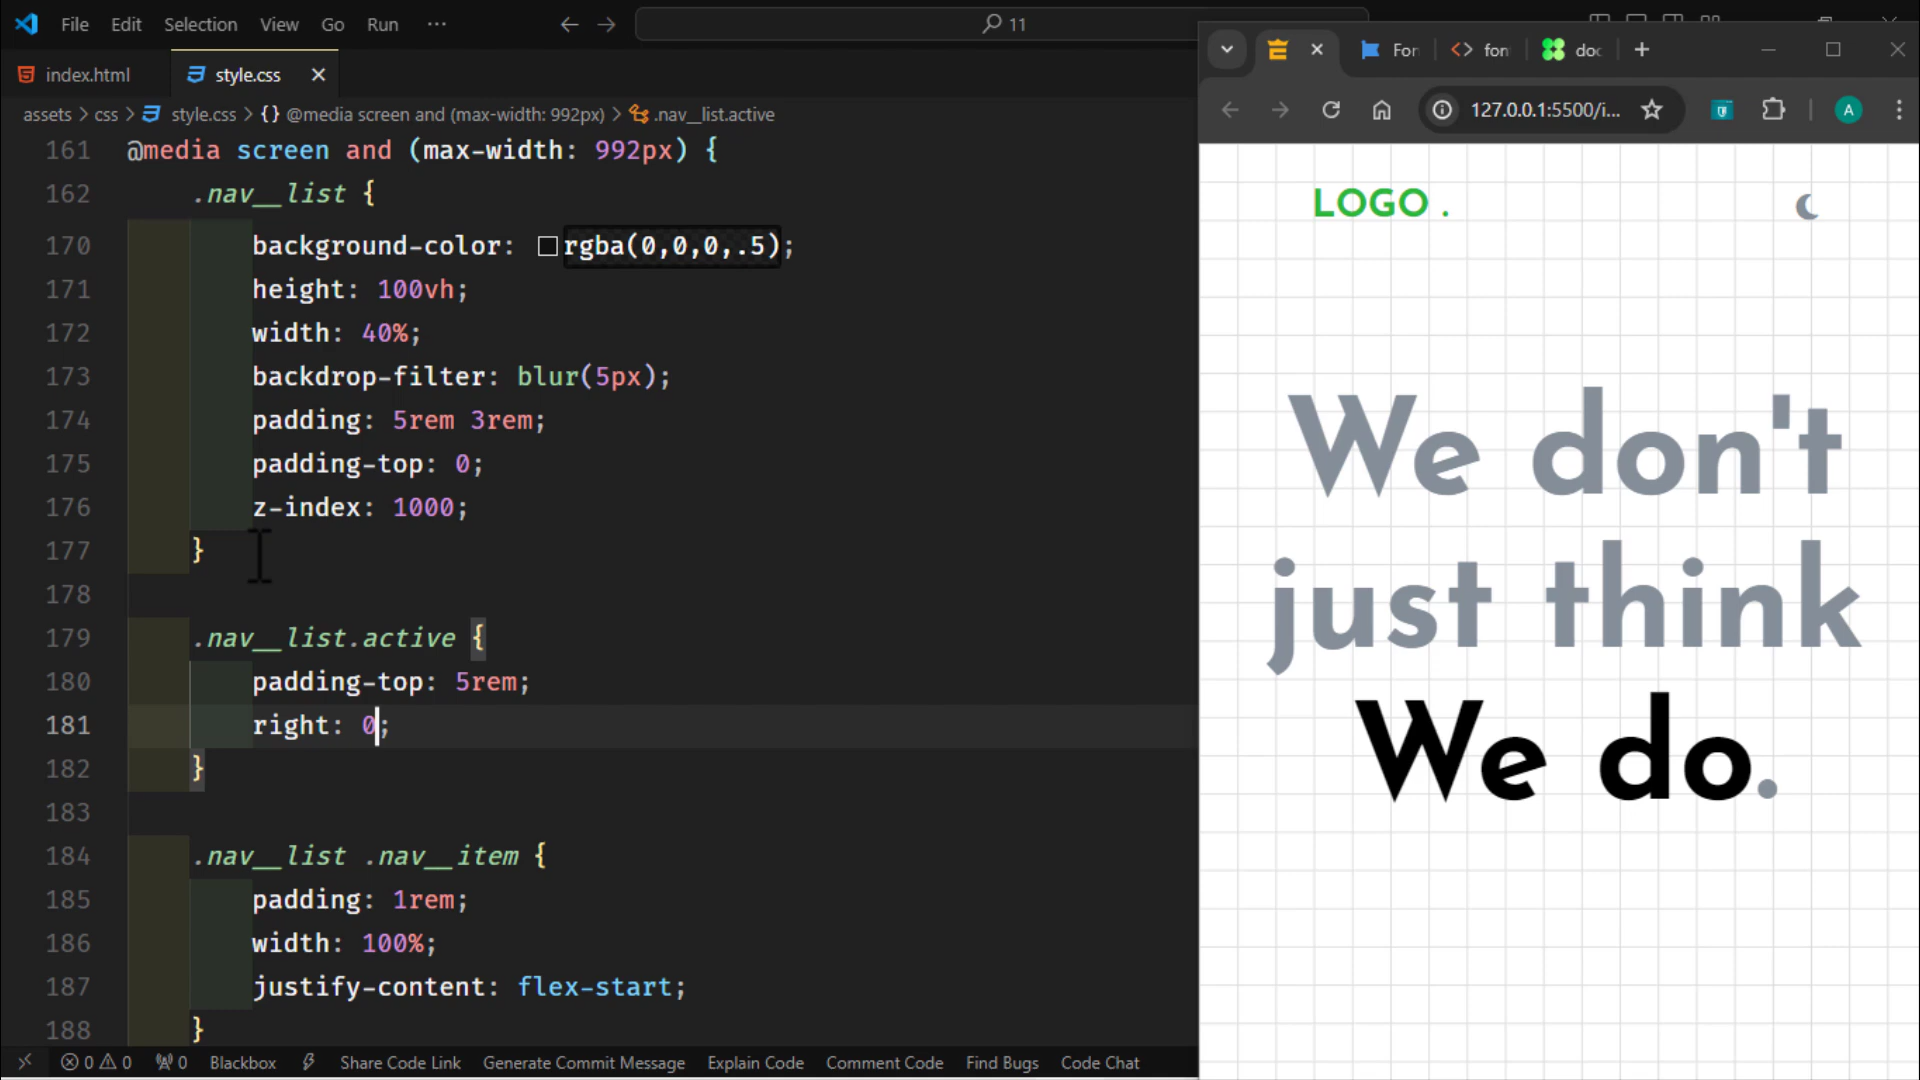 File Edit Selection View Go Run ··· 11
index.html style.css
assets > css > style.css > {} @media screen and (max-width: 992px) > .nav__list.active
161 @media screen and (max-width: 992px) {
162 .nav__list {
170 background-color: rgba(0,0,0,.5);
171 height: 100vh;
172 width: 40%;
173 backdrop-filter: blur(5px);
174 padding: 5rem 3rem;
175 padding-top: 0;
176 z-index: 1000;
177 }
178
179 .nav__list.active {
180 padding-top: 5rem;
181 right: 0;
182 }
183
184 .nav__list .nav__item {
185 padding: 1rem;
186 width: 100%;
187 justify-content: flex-start;
188 }
0 0 0 Blackbox Share Code Link Generate Commit Message Explain Code Comment Code Find Bugs Code Chat
For fon doc
127.0.0.1:5500/i... A
LOGO .
We don't
just think
We do.